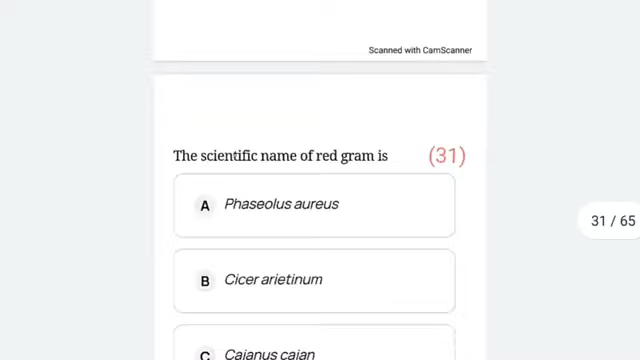 Scanned with CamScanner
The scientific name of red gram is (31)
A Phaseolus aureus
31 / 65
B Cicer arietinum
C Cajanus cajan